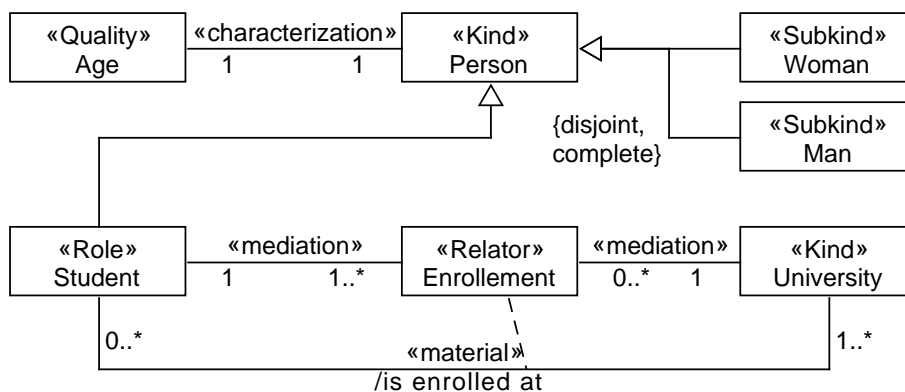 «Quality»
Age
«characterization»
1
1
«Kind»
Person
«Subkind»
Woman
{disjoint,
complete}
«Subkind»
Man
«Role»
Student
«mediation»
1
1..*
«Relator»
Enrollement
«mediation»
0..*
1
«Kind»
University
0..*
«material»
/is enrolled at
1..*